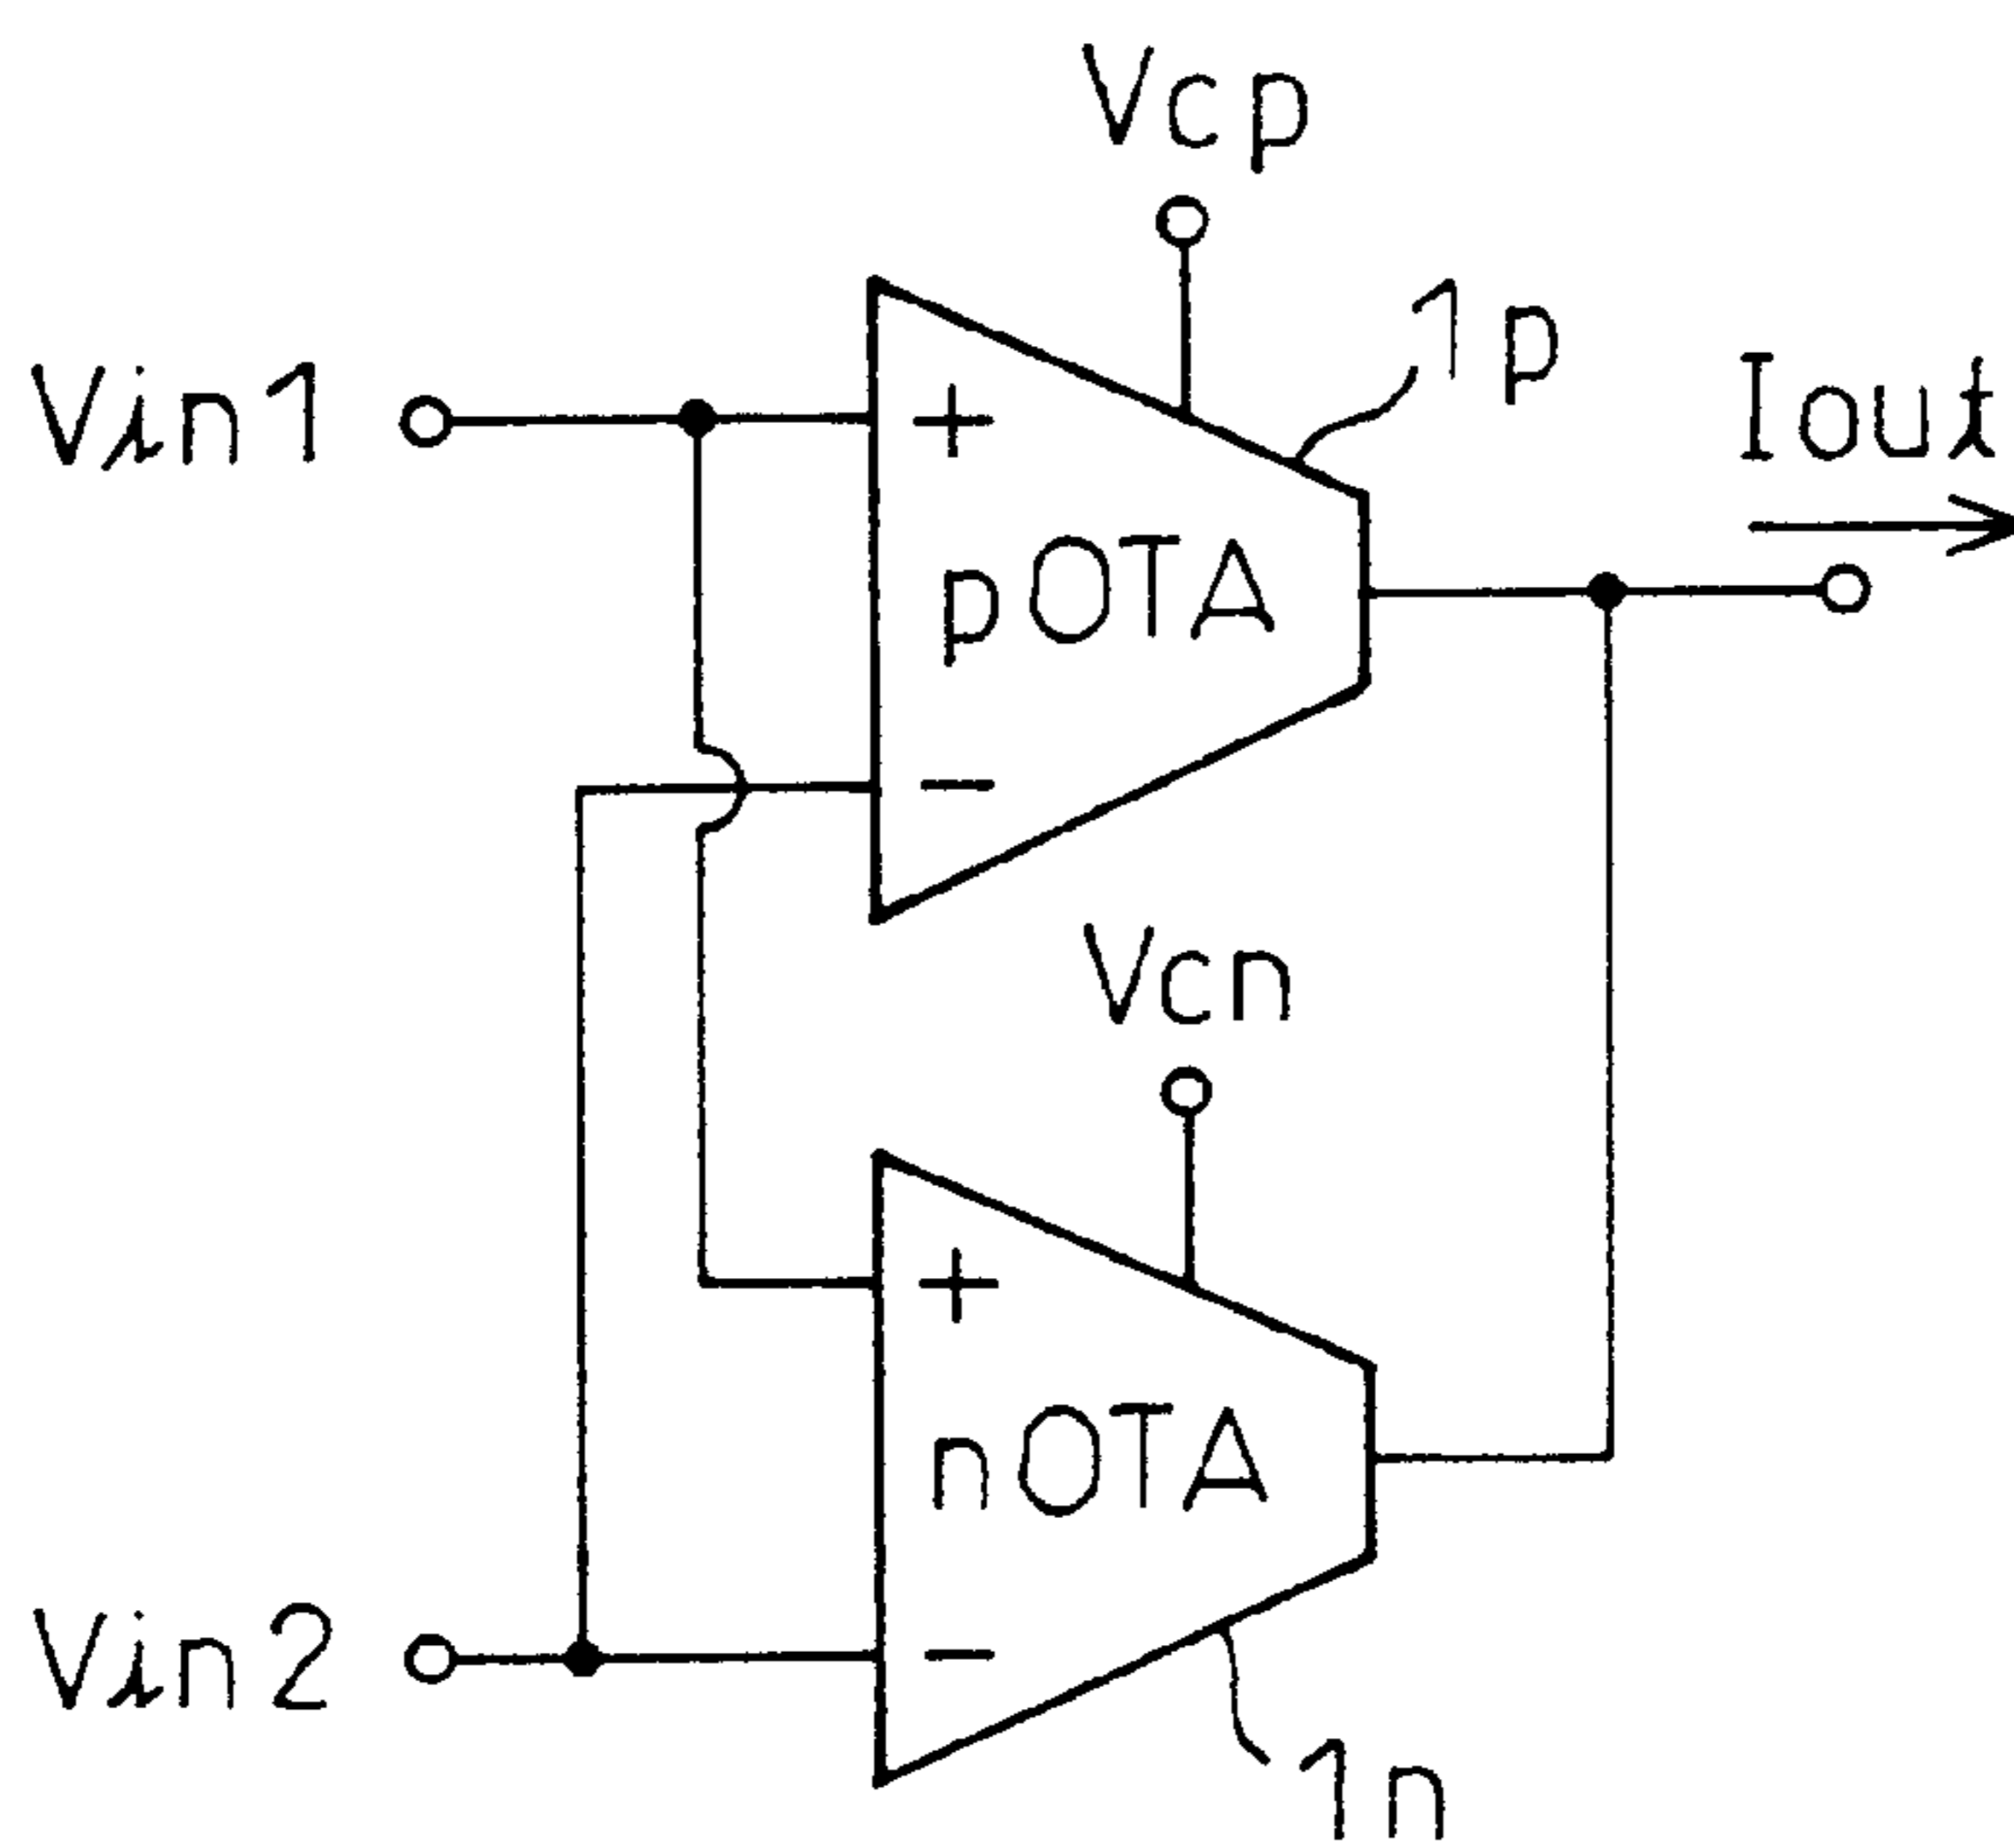 Vcp
1p
Vin1
+
Iout
pOTA
−
Vcn
+
nOTA
Vin2
−
1n